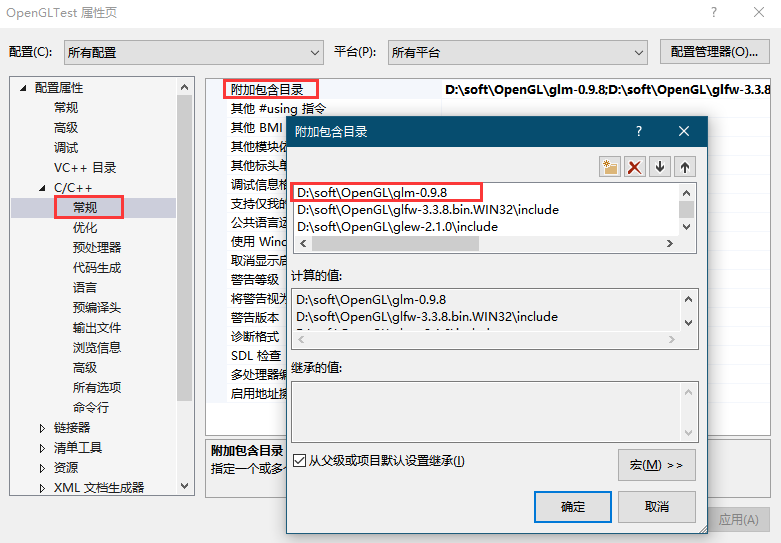 OpenGLTest 属性页
配置(C): 所有配置 平台(P): 所有平台 配置管理器(O)...
配置属性
常规
高级
调试
VC++ 目录
C/C++
常规
优化
预处理器
代码生成
语言
预编译头
输出文件
浏览信息
高级
所有选项
命令行
链接器
清单工具
资源
XML 文档生成器
附加包含目录 D:\soft\OpenGL\glm-0.9.8;D:\soft\OpenGL\glfw-3.3.8
其他 #using 指令
其他 BMI
其他模块
其他标头单
调试信息格
支持仅我的
公共语言运
使用 Wind
取消显示启
警告等级
将警告视为
警告版本
诊断格式
SDL 检查
多处理器编
启用地址擦
附加包含目录
指定一个或多个
附加包含目录
D:\soft\OpenGL\glm-0.9.8
D:\soft\OpenGL\glfw-3.3.8.bin.WIN32\include
D:\soft\OpenGL\glew-2.1.0\include
计算的值:
D:\soft\OpenGL\glm-0.9.8
D:\soft\OpenGL\glfw-3.3.8.bin.WIN32\include
继承的值:
从父级或项目默认设置继承(I)
宏(M) >>
确定
取消
应用(A)